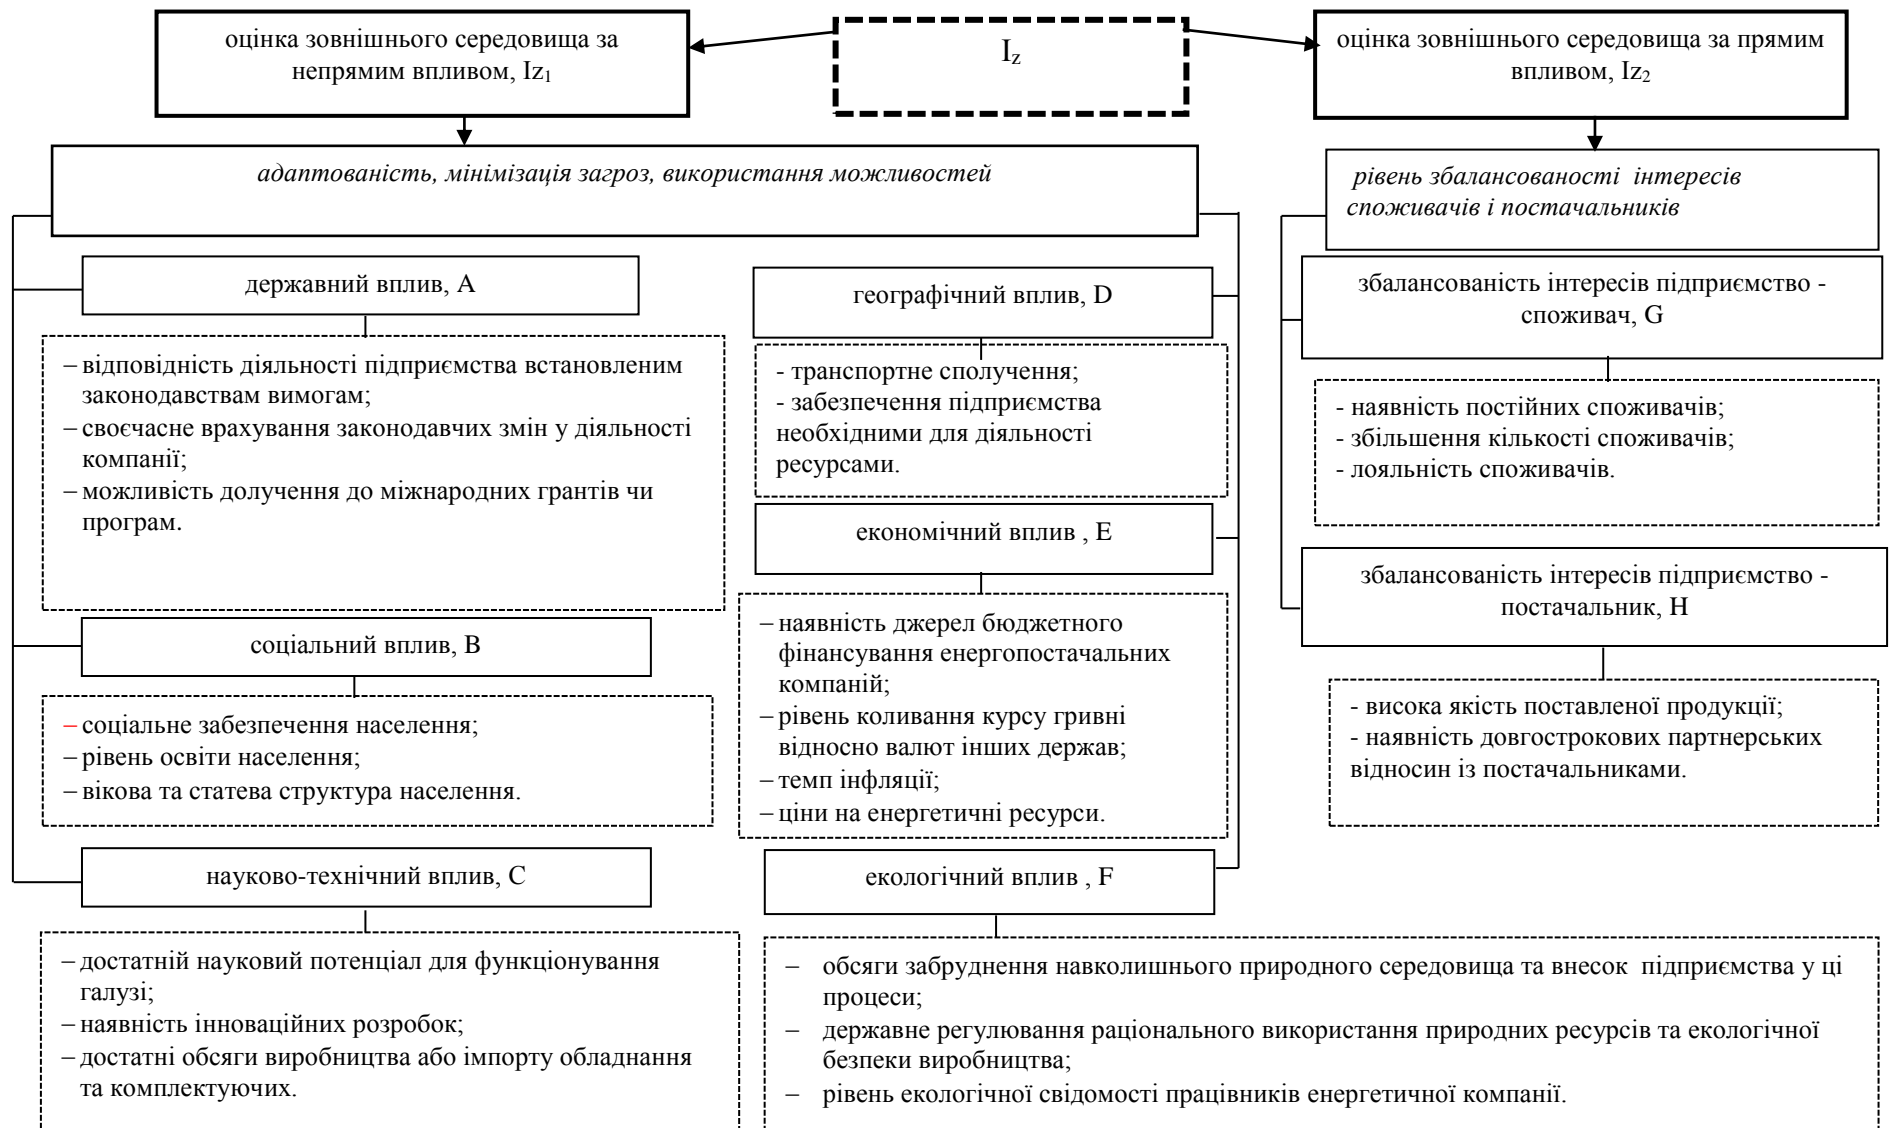 оцінка зовнішнього середовища за
непрямим впливом, Iz1
Iz
оцінка зовнішнього середовища за прямим
впливом, Iz2
адаптованість, мінімізація загроз, використання можливостей
рівень збалансованості інтересів
споживачів і постачальників
державний вплив, A
– відповідність діяльності підприємства встановленим
законодавствам вимогам;
– своєчасне врахування законодавчих змін у діяльності
компанії;
– можливість долучення до міжнародних грантів чи
програм.
соціальний вплив, B
– соціальне забезпечення населення;
– рівень освіти населення;
– вікова та статева структура населення.
науково-технічний вплив, C
– достатній науковий потенціал для функціонування
галузі;
– наявність інноваційних розробок;
– достатні обсяги виробництва або імпорту обладнання
та комплектуючих.
географічний вплив, D
- транспортне сполучення;
- забезпечення підприємства
необхідними для діяльності
ресурсами.
економічний вплив , E
– наявність джерел бюджетного
фінансування енергопостачальних
компаній;
– рівень коливання курсу гривні
відносно валют інших держав;
– темп інфляції;
– ціни на енергетичні ресурси.
екологічний вплив , F
– обсяги забруднення навколишнього природного середовища та внесок підприємства у ці
процеси;
– державне регулювання раціонального використання природних ресурсів та екологічної
безпеки виробництва;
– рівень екологічної свідомості працівників енергетичної компанії.
збалансованість інтересів підприємство -
споживач, G
- наявність постійних споживачів;
- збільшення кількості споживачів;
- лояльність споживачів.
збалансованість інтересів підприємство -
постачальник, H
- висока якість поставленої продукції;
- наявність довгострокових партнерських
відносин із постачальниками.